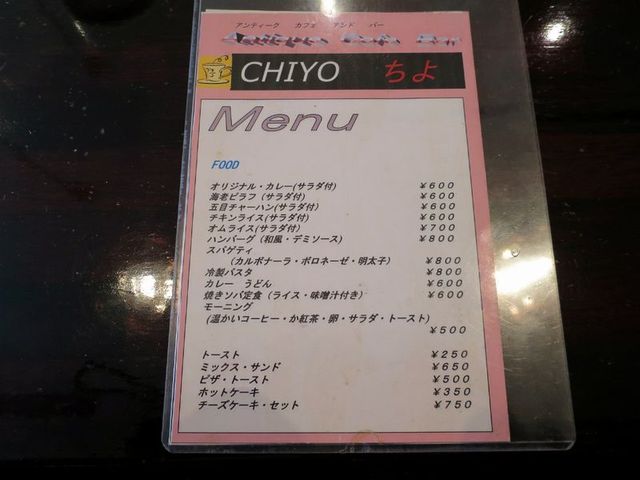 アンティーク カフェ アンド バー
Antique Cafe Bar
CHIYO ちよ
Menu
FOOD
オリジナル・カレー(サラダ付) ￥６００
海老ピラフ（サラダ付) ￥６００
五目チャーハン(サラダ付） ￥６００
チキンライス(サラダ付) ￥６００
オムライス(サラダ付） ￥７００
ハンバーグ（和風・デミソース) ￥８００
スパゲティ
（カルボナーラ・ボロネーゼ・明太子） ￥８００
冷製パスタ ￥８００
カレー うどん ￥６００
焼きソバ定食（ライス・味噌汁付き） ￥６００
モーニング
(温かいコーヒー・か紅茶・卵・サラダ・トースト)
￥５００
トースト ￥２５０
ミックス・サンド ￥６５０
ピザ・トースト ￥５００
ホットケーキ ￥３５０
チーズケーキ・セット ￥７５０